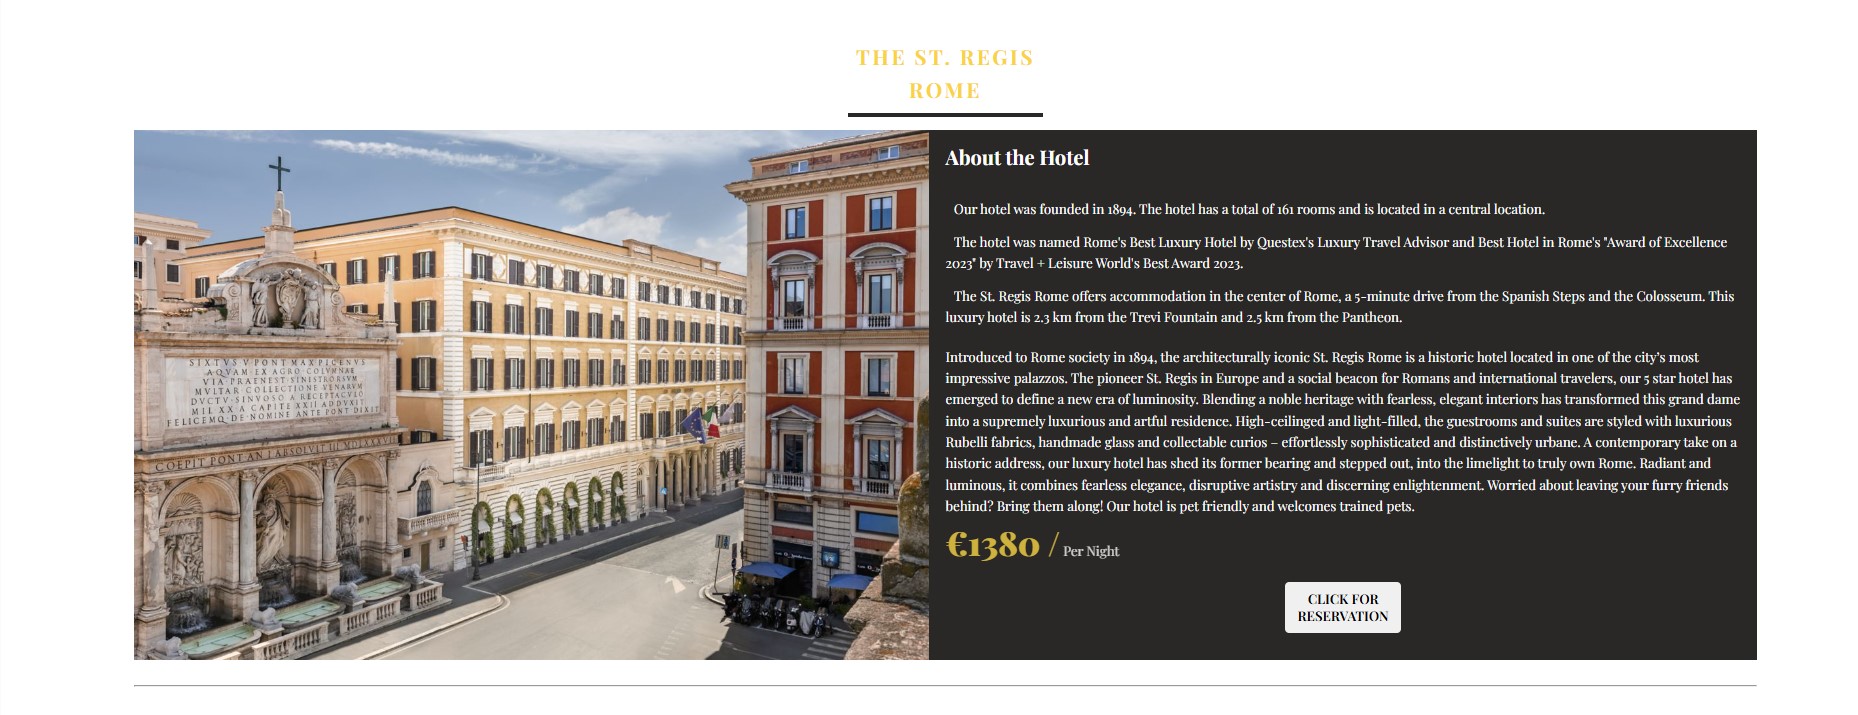 THE ST. REGIS
ROME
About the Hotel
Our hotel was founded in 1894. The hotel has a total of 161 rooms and is located in a central location.
The hotel was named Rome's Best Luxury Hotel by Questex's Luxury Travel Advisor and Best Hotel in Rome's "Award of Excellence
2023" by Travel + Leisure World's Best Award 2023.
The St. Regis Rome offers accommodation in the center of Rome, a 5-minute drive from the Spanish Steps and the Colosseum. This
luxury hotel is 2.3 km from the Trevi Fountain and 2.5 km from the Pantheon.
Introduced to Rome society in 1894, the architecturally iconic St. Regis Rome is a historic hotel located in one of the city's most
impressive palazzos. The pioneer St. Regis in Europe and a social beacon for Romans and international travelers, our 5 star hotel has
emerged to define a new era of luminosity. Blending a noble heritage with fearless, elegant interiors has transformed this grand dame
into a supremely luxurious and artful residence. High-ceilinged and light-filled, the guestrooms and suites are styled with luxurious
Rubelli fabrics, handmade glass and collectable curios – effortlessly sophisticated and distinctively urbane. A contemporary take on a
historic address, our luxury hotel has shed its former bearing and stepped out, into the limelight to truly own Rome. Radiant and
luminous, it combines fearless elegance, disruptive artistry and discerning enlightenment. Worried about leaving your furry friends
behind? Bring them along! Our hotel is pet friendly and welcomes trained pets.
€1380 / Per Night
CLICK FOR
RESERVATION
SIXTVS V PONT MAX PICENVS
AQVAM EX AGRO COLVMNAE
VIA PRAENEST SINISTRORSVM
MVLTAR COLLECTIONE VENARVM
DVCTV SINVOSO A RECEPTACVLO
MIL XX A CAPITE XXII ADDVXIT
FELICEMQ DE NOMINE ANTE PONT DIXIT
COEPIT PONT AN I ABSOLVIT III